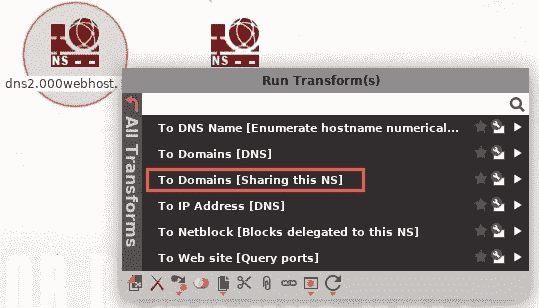 NS
NS
dns2.000webhost.
Run Transform(s)
All Transforms
To DNS Name [Enumerate hostname numerical...
To Domains [DNS]
To Domains [Sharing this NS]
To IP Address [DNS]
To Netblock [Blocks delegated to this NS]
To Web site [Query ports]